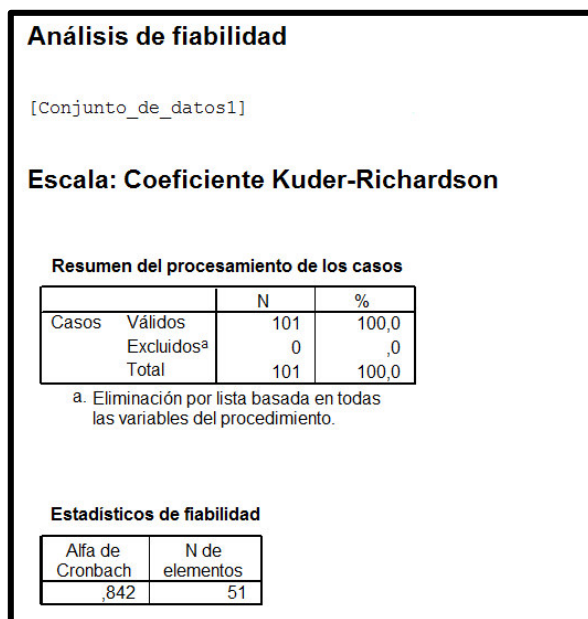 Análisis de fiabilidad
[Conjunto_de_datos1]
Escala: Coeficiente Kuder-Richardson
Resumen del procesamiento de los casos
N %
Casos Válidos 101 100,0
Excluidosª 0 ,0
Total 101 100,0
a. Eliminación por lista basada en todas
las variables del procedimiento.
Estadísticos de fiabilidad
Alfa de N de
Cronbach elementos
,842 51